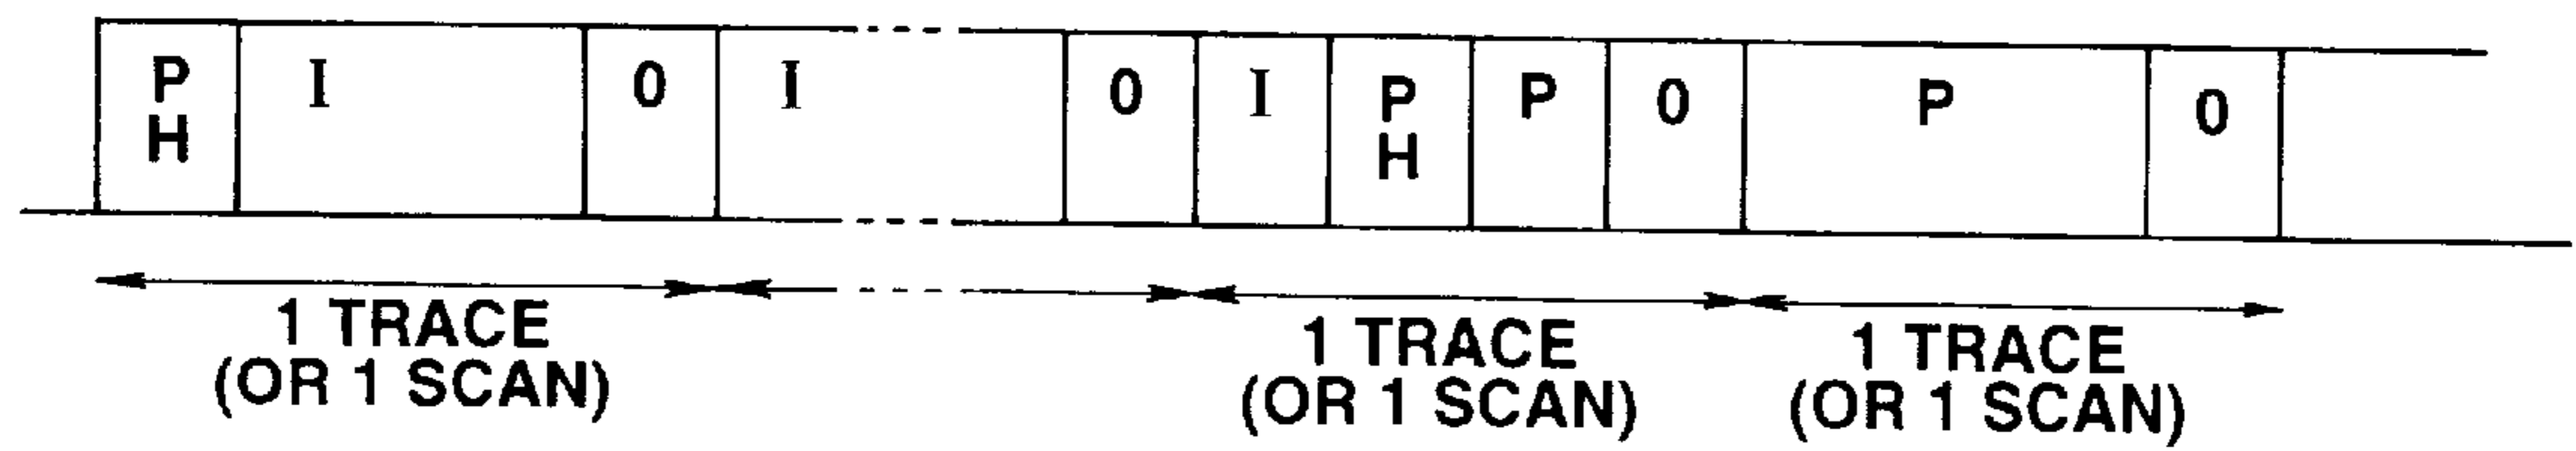 P H I 0 I 0 I P H P 0 P 0
1 TRACE
(OR 1 SCAN)
1 TRACE
(OR 1 SCAN)
1 TRACE
(OR 1 SCAN)